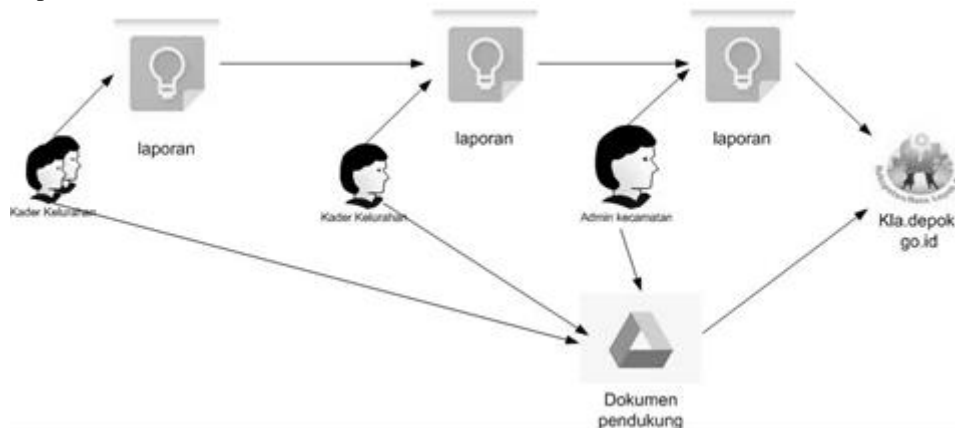 laporan
laporan
laporan
Kader Kelurahan
Kader Kelurahan
Admin kecamatan
Kla.depok
go.id
Dokumen
pendukung